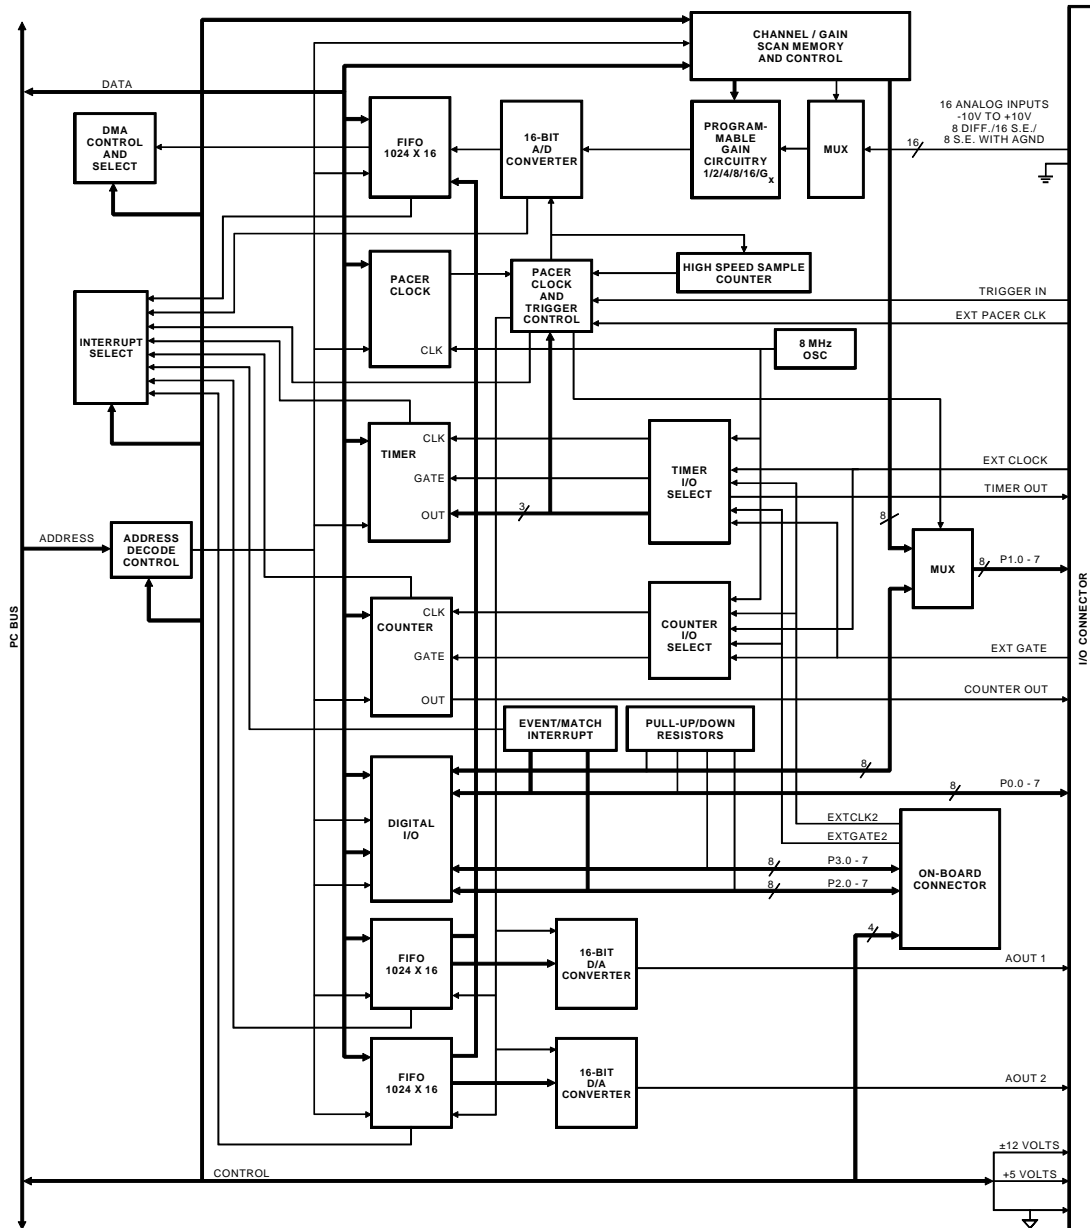 CHANNEL / GAIN
SCAN MEMORY
AND CONTROL
DATA
DMA
CONTROL
AND
SELECT
FIFO
1024 X 16
16-BIT
A/D
CONVERTER
PROGRAM-
MABLE
GAIN
CIRCUITRY
1/2/4/8/16/Gx
MUX
16
16 ANALOG INPUTS
-10V TO +10V
8 DIFF./16 S.E./
8 S.E. WITH AGND
PACER
CLOCK
CLK
PACER
CLOCK
AND
TRIGGER
CONTROL
HIGH SPEED SAMPLE
COUNTER
TRIGGER IN
EXT PACER CLK
INTERRUPT
SELECT
8 MHz
OSC
TIMER
CLK
GATE
OUT
3
TIMER
I/O
SELECT
EXT CLOCK
TIMER OUT
8
ADDRESS
ADDRESS
DECODE
CONTROL
MUX
8
P1.0 - 7
PC BUS
I/O CONNECTOR
COUNTER
CLK
GATE
OUT
COUNTER
I/O
SELECT
EXT GATE
COUNTER OUT
EVENT/MATCH
INTERRUPT
PULL-UP/DOWN
RESISTORS
DIGITAL
I/O
8
8
P0.0 - 7
EXTCLK2
EXTGATE2
8
P3.0 - 7
8
P2.0 - 7
ON-BOARD
CONNECTOR
4
FIFO
1024 X 16
16-BIT
D/A
CONVERTER
AOUT 1
FIFO
1024 X 16
16-BIT
D/A
CONVERTER
AOUT 2
CONTROL
±12 VOLTS
+5 VOLTS